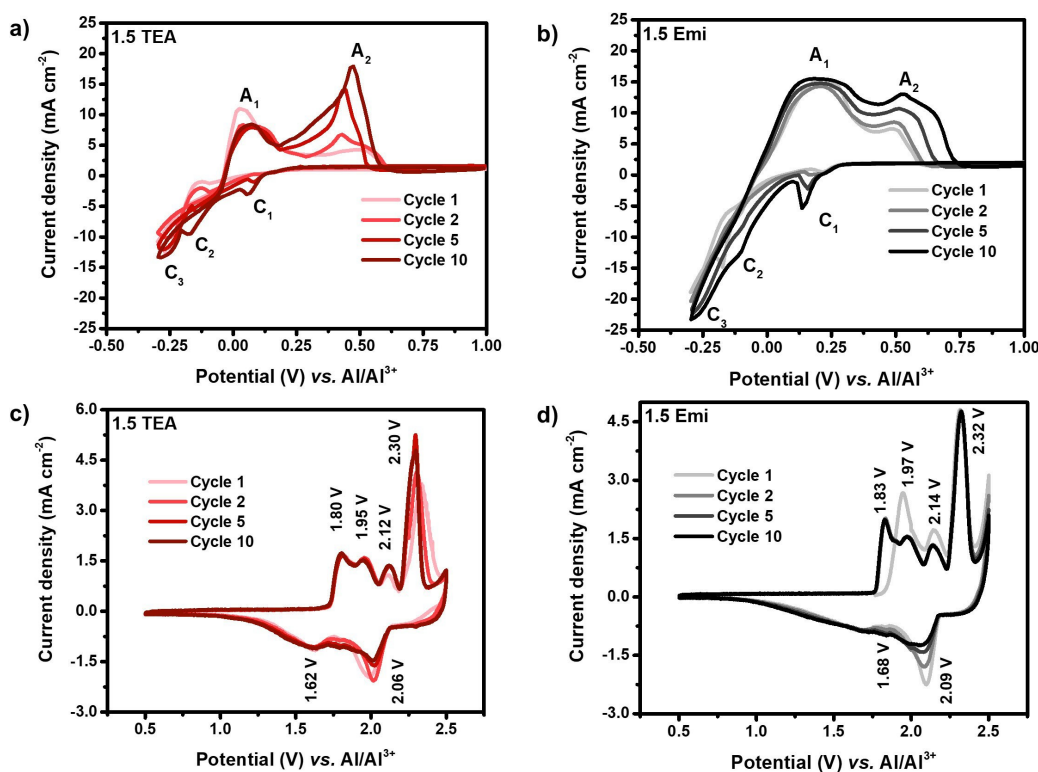 a)
1.5 TEA
A₁
A₂
C₁
C₂
C₃
Cycle 1
Cycle 2
Cycle 5
Cycle 10
25
20
15
10
5
0
-5
-10
-15
-20
-25
-0.50 -0.25 0.00 0.25 0.50 0.75 1.00
Current density (mA cm⁻²)
Potential (V) vs. Al/Al³⁺
b)
1.5 Emi
A₁
A₂
C₁
C₂
C₃
Cycle 1
Cycle 2
Cycle 5
Cycle 10
25
20
15
10
5
0
-5
-10
-15
-20
-25
-0.50 -0.25 0.00 0.25 0.50 0.75 1.00
Current density (mA cm⁻²)
Potential (V) vs. Al/Al³⁺
c)
1.5 TEA
Cycle 1
Cycle 2
Cycle 5
Cycle 10
1.80 V
1.95 V
2.12 V
2.30 V
1.62 V
2.06 V
6.0
4.5
3.0
1.5
0.0
-1.5
-3.0
0.5 1.0 1.5 2.0 2.5
Current density (mA cm⁻²)
Potential (V) vs. Al/Al³⁺
d)
1.5 Emi
Cycle 1
Cycle 2
Cycle 5
Cycle 10
1.83 V
1.97 V
2.14 V
2.32 V
1.68 V
2.09 V
4.5
3.0
1.5
0.0
-1.5
-3.0
0.5 1.0 1.5 2.0 2.5
Current density (mA cm⁻²)
Potential (V) vs. Al/Al³⁺